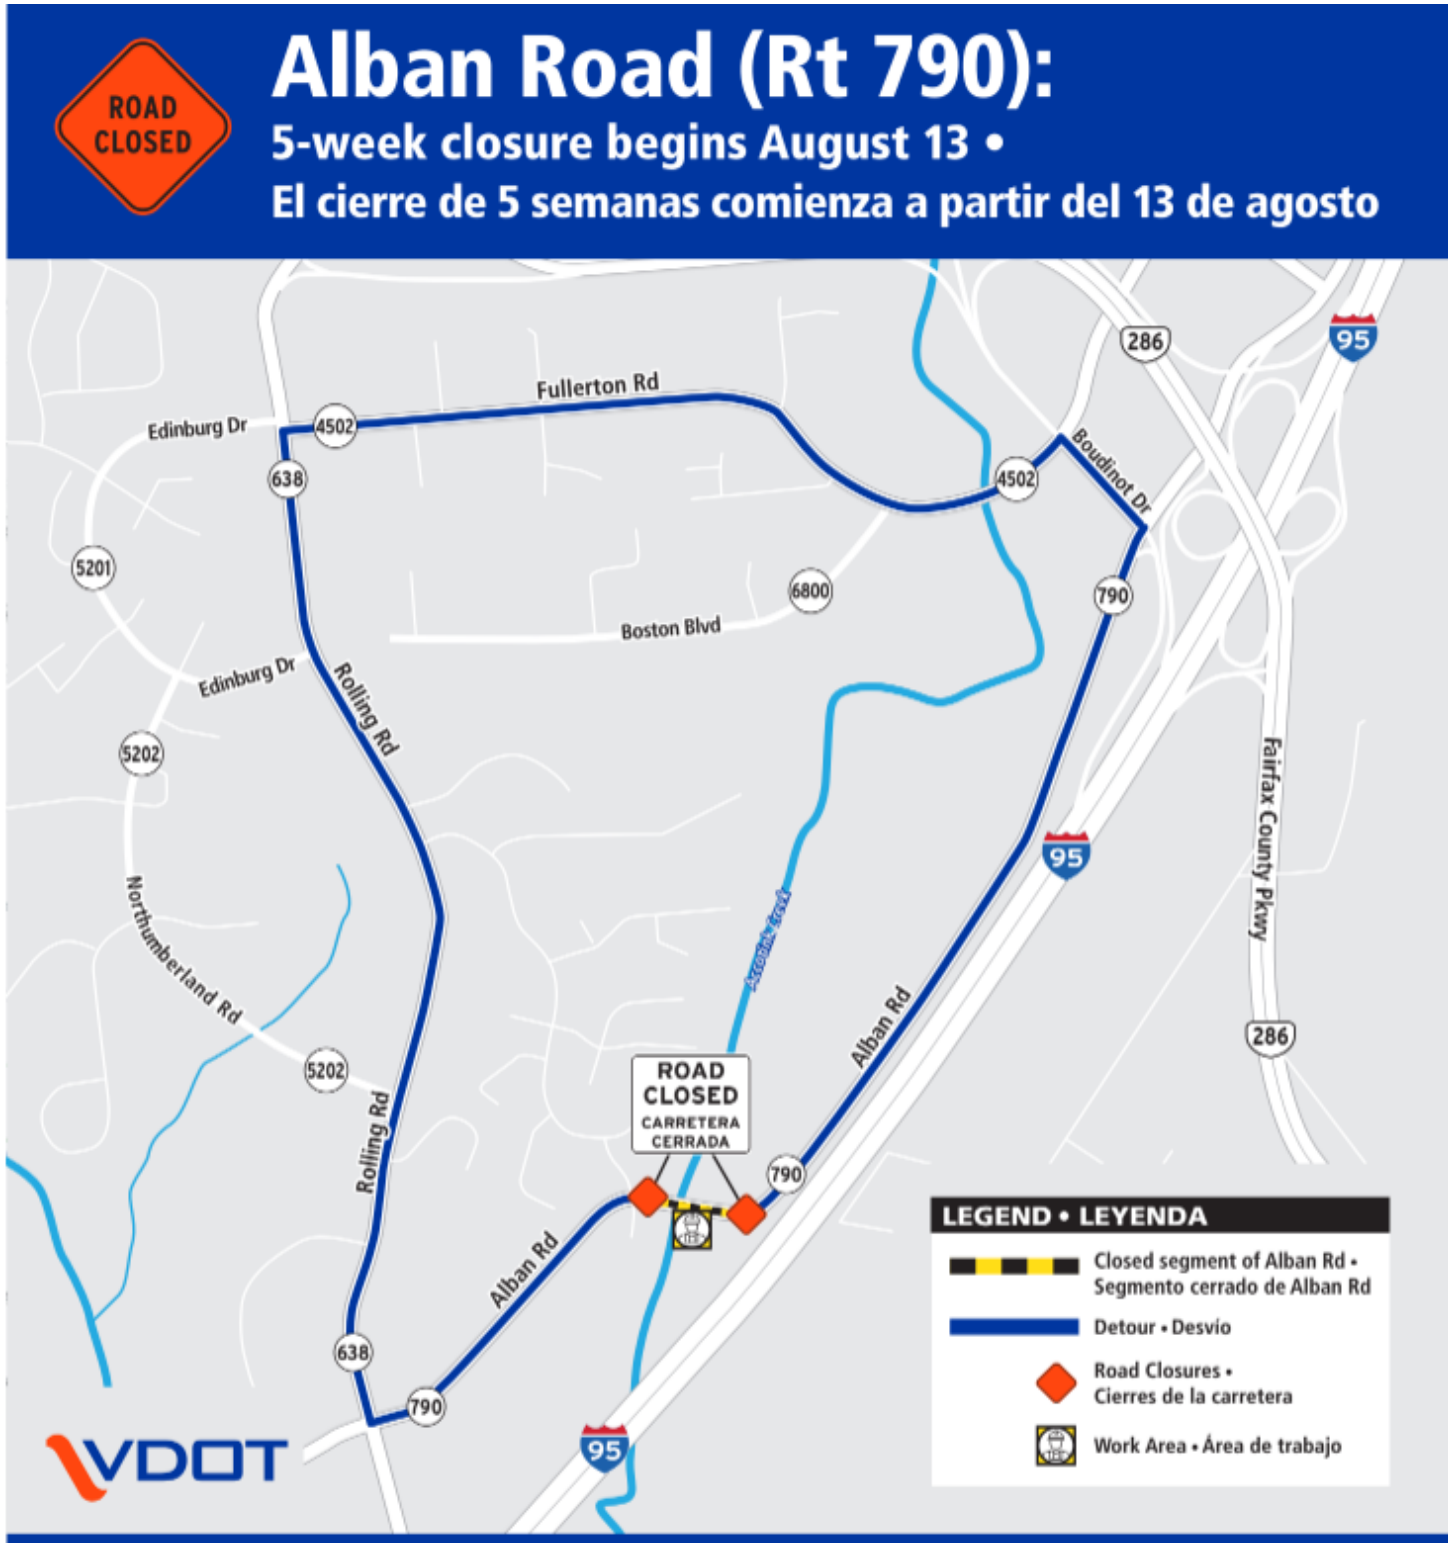 ROAD
CLOSED
Alban Road (Rt 790):
5-week closure begins August 13 •
El cierre de 5 semanas comienza a partir del 13 de agosto
286
95
Fullerton Rd
Edinburg Dr
4502
Boudinot Dr
638
4502
5201
6800
790
Boston Blvd
Edinburg Dr
Rolling Rd
5202
Fairfax County Pkwy
95
Northumberland Rd
Accotink Creek
Alban Rd
286
5202
ROAD
CLOSED
CARRETERA
CERRADA
Rolling Rd
790
Alban Rd
638
790
95
VDOT
LEGEND • LEYENDA
Closed segment of Alban Rd •
Segmento cerrado de Alban Rd
Detour • Desvío
Road Closures •
Cierres de la carretera
Work Area • Área de trabajo